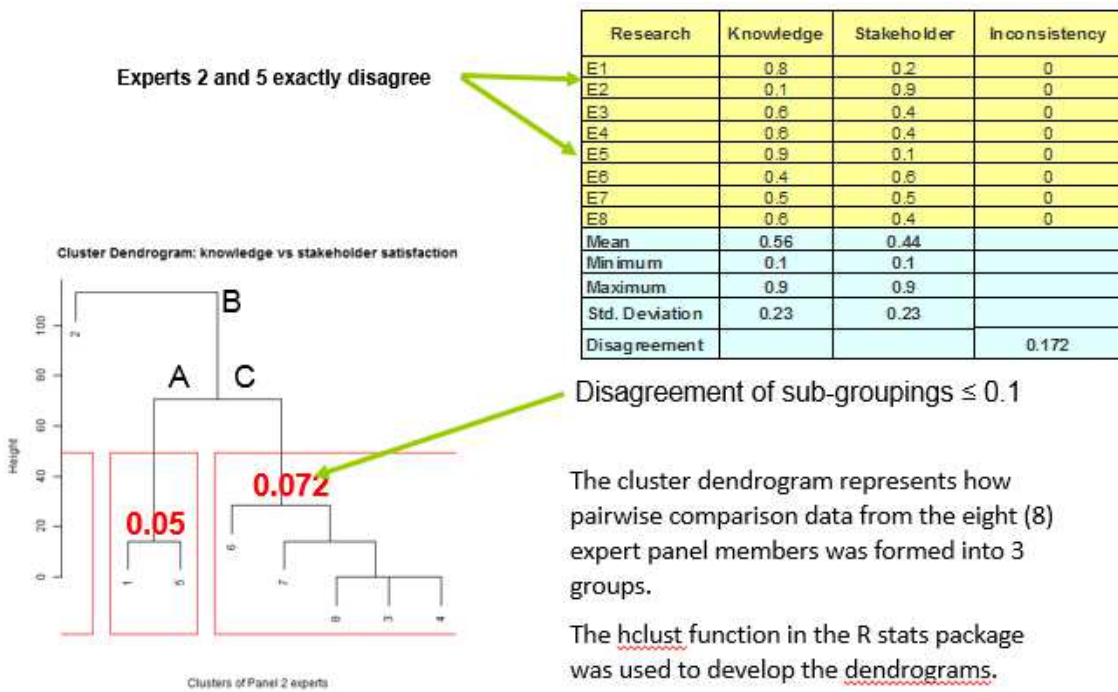 Experts 2 and 5 exactly disagree
Research Knowledge Stakeholder Inconsistency
E1 0.8 0.2 0
E2 0.1 0.9 0
E3 0.6 0.4 0
E4 0.6 0.4 0
E5 0.9 0.1 0
E6 0.4 0.6 0
E7 0.5 0.5 0
E8 0.6 0.4 0
Mean 0.56 0.44
Minimum 0.1 0.1
Maximum 0.9 0.9
Std. Deviation 0.23 0.23
Disagreement 0.172
Cluster Dendrogram: knowledge vs stakeholder satisfaction
Height
100
80
60
40
20
0
B
A C
2
0.072
0.05
6
1 5 7
8 3 4
Clusters of Panel 2 experts
Disagreement of sub-groupings ≤ 0.1
The cluster dendrogram represents how
pairwise comparison data from the eight (8)
expert panel members was formed into 3
groups.
The hclust function in the R stats package
was used to develop the dendrograms.